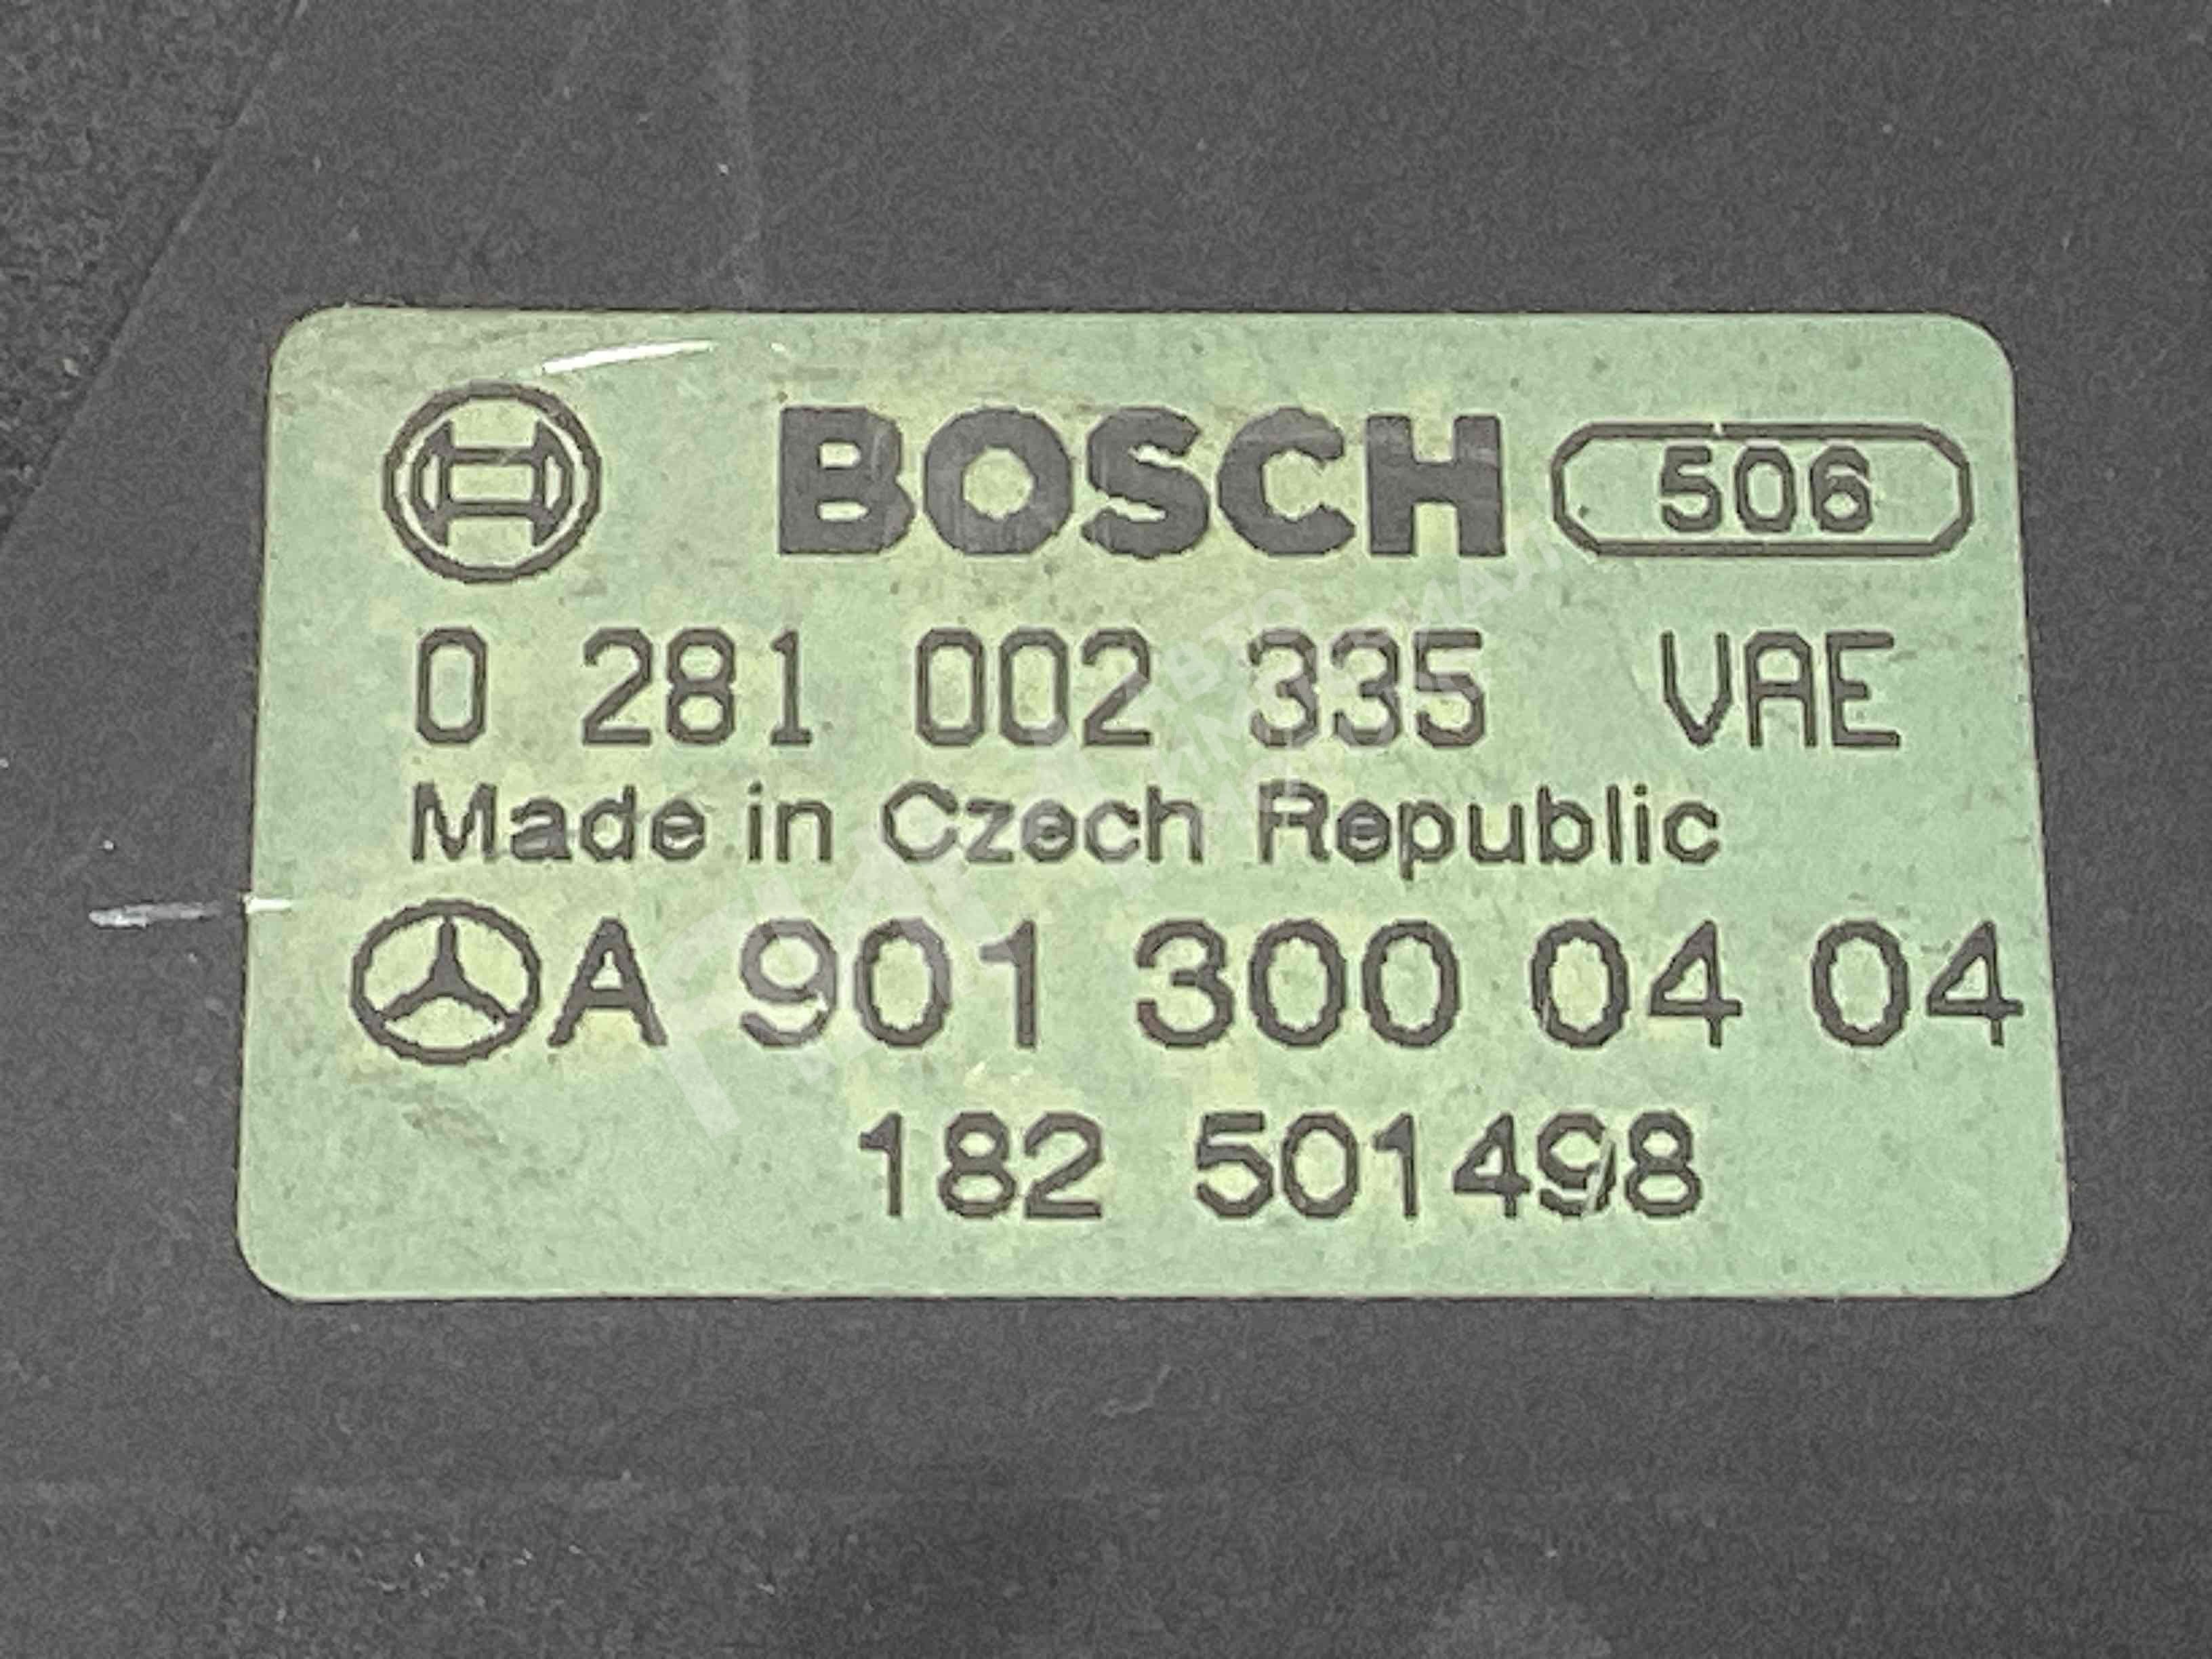 BOSCH 506
0 281 002 335 VAE
Made in Czech Republic
A 901 300 04 04
182 501498